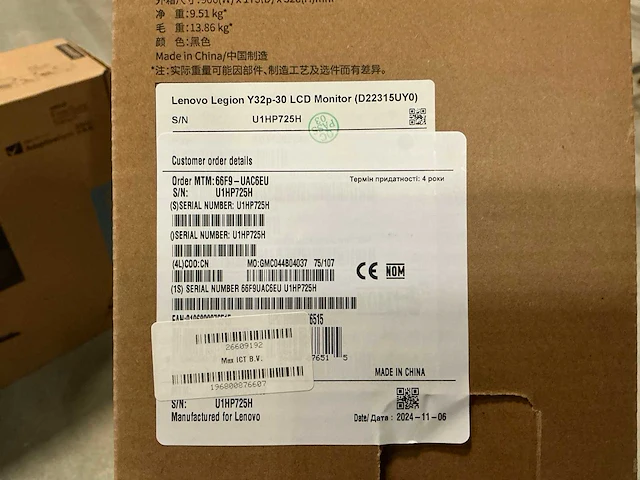 净 重:9.51 kg*
毛 重:13.86 kg*
颜 色:黑色
Made in China/中国制造
*注:实际重量可能因部件、制造工艺及选件而有差异。
Lenovo Legion Y32p-30 LCD Monitor (D22315UY0)
S/N U1HP725H
Customer order details
Order MTM:66F9-UAC6EU
Термін придатності: 4 роки
S/N: U1HP725H
(S)SERIAL NUMBER: U1HP725H
()SERIAL NUMBER: U1HP725H
(4L)COO:CN MO:GMC044B04037 75/107
CE NOM
(1S) SERIAL NUMBER 66F9UAC6EU U1HP725H
6515
26609192
Max ICT B.V.
7651 5
196800876607
MADE IN CHINA
S/N: U1HP725H
Manufactured for Lenovo
Date/Дата : 2024-11-06